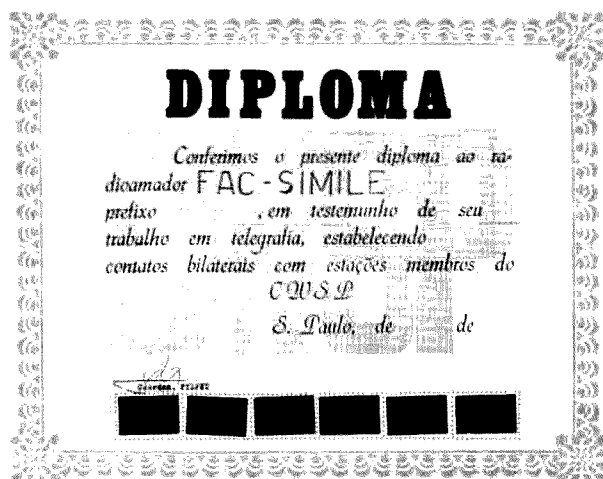 DIPLOMA
Conferimos o presente diploma ao ra-
dioamador FAC-SIMILE
prefixo , em testemunho de seu
trabalho em telegrafia, estabelecendo
contatos bilaterais com estações membros do
CWSP
S. Paulo, de de